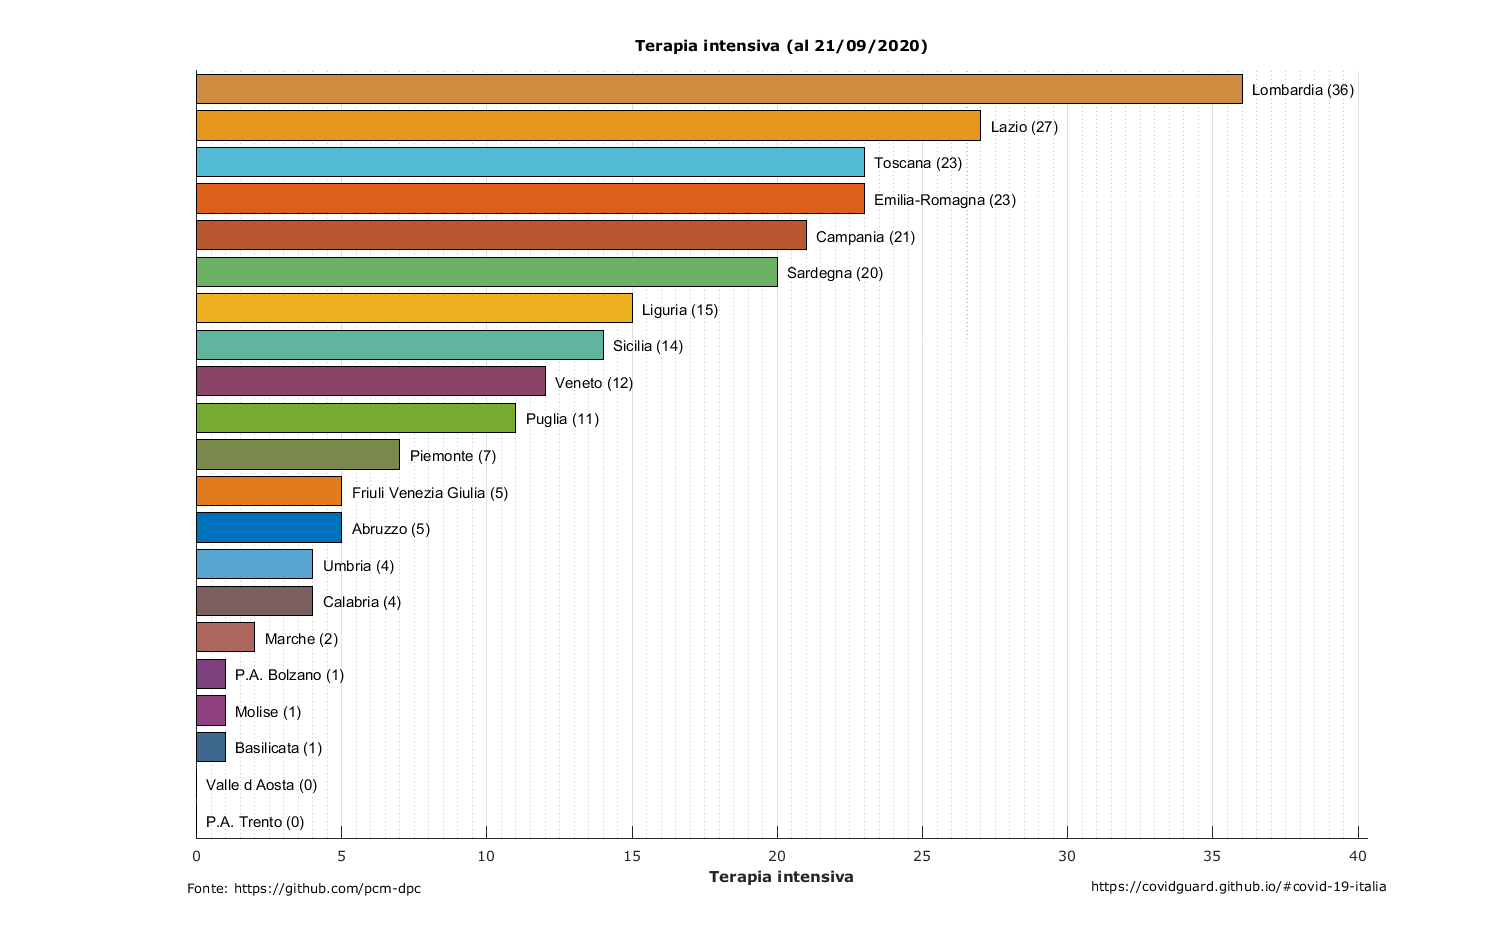 Terapia intensiva (al 21/09/2020)
Lombardia (36)
Lazio (27)
Toscana (23)
Emilia-Romagna (23)
Campania (21)
Sardegna (20)
Liguria (15)
Sicilia (14)
Veneto (12)
Puglia (11)
Piemonte (7)
Friuli Venezia Giulia (5)
Abruzzo (5)
Umbria (4)
Calabria (4)
Marche (2)
P.A. Bolzano (1)
Molise (1)
Basilicata (1)
Valle d Aosta (0)
P.A. Trento (0)
0 5 10 15 20 25 30 35 40
Terapia intensiva
Fonte: https://github.com/pcm-dpc
https://covidguard.github.io/#covid-19-italia